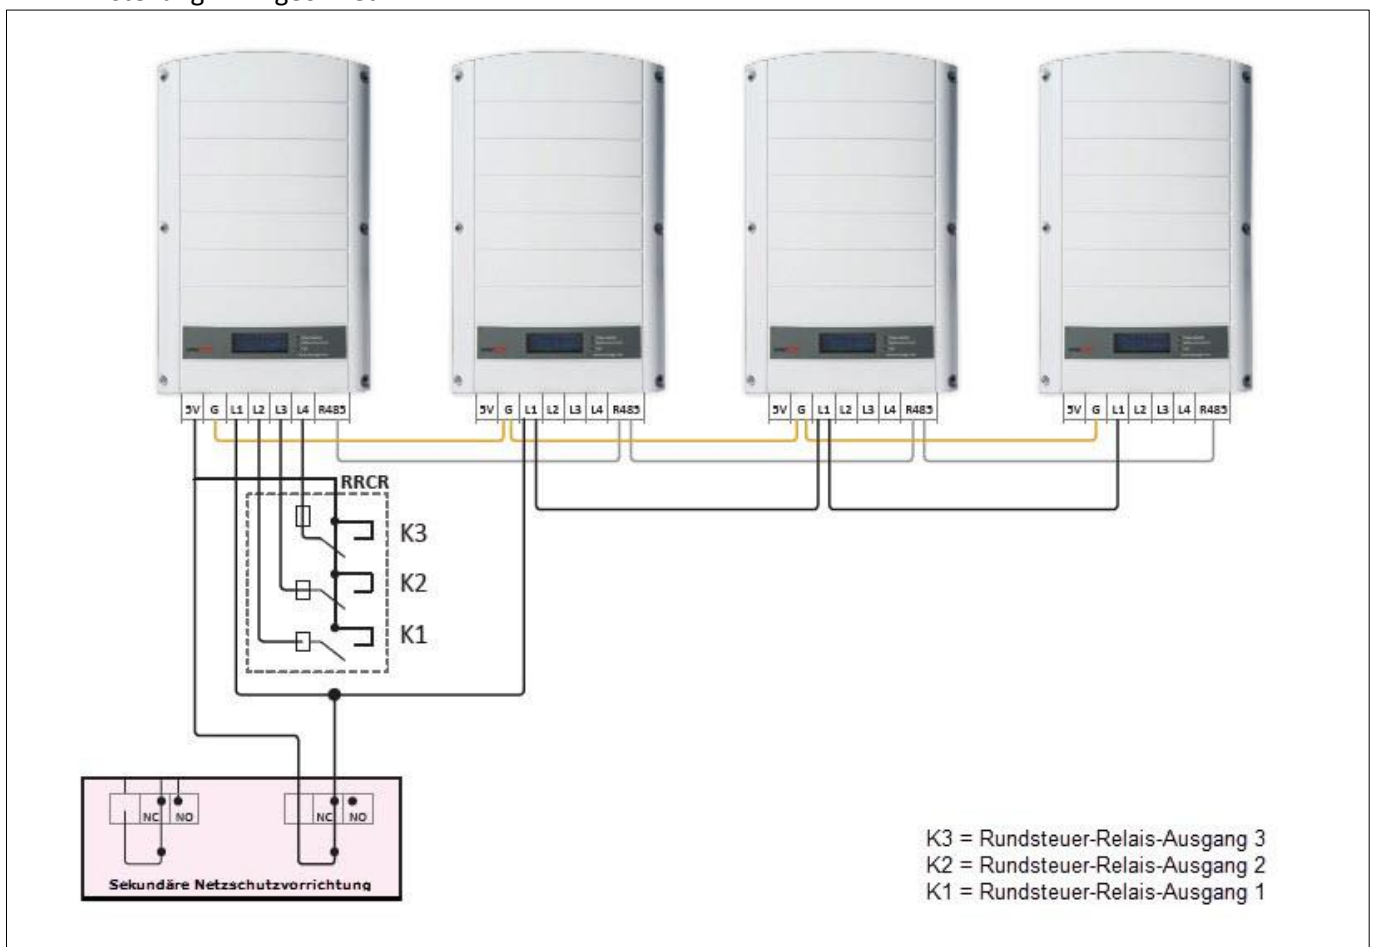 5V G L1 L2 L3 L4 R485
5V G L1 L2 L3 L4 R485
5V G L1 L2 L3 L4 R485
5V G L1 L2 L3 L4 R485
RRCR
K3
K2
K1
NC NO
NC NO
Sekundäre Netzschutzvorrichtung
K3 = Rundsteuer-Relais-Ausgang 3
K2 = Rundsteuer-Relais-Ausgang 2
K1 = Rundsteuer-Relais-Ausgang 1